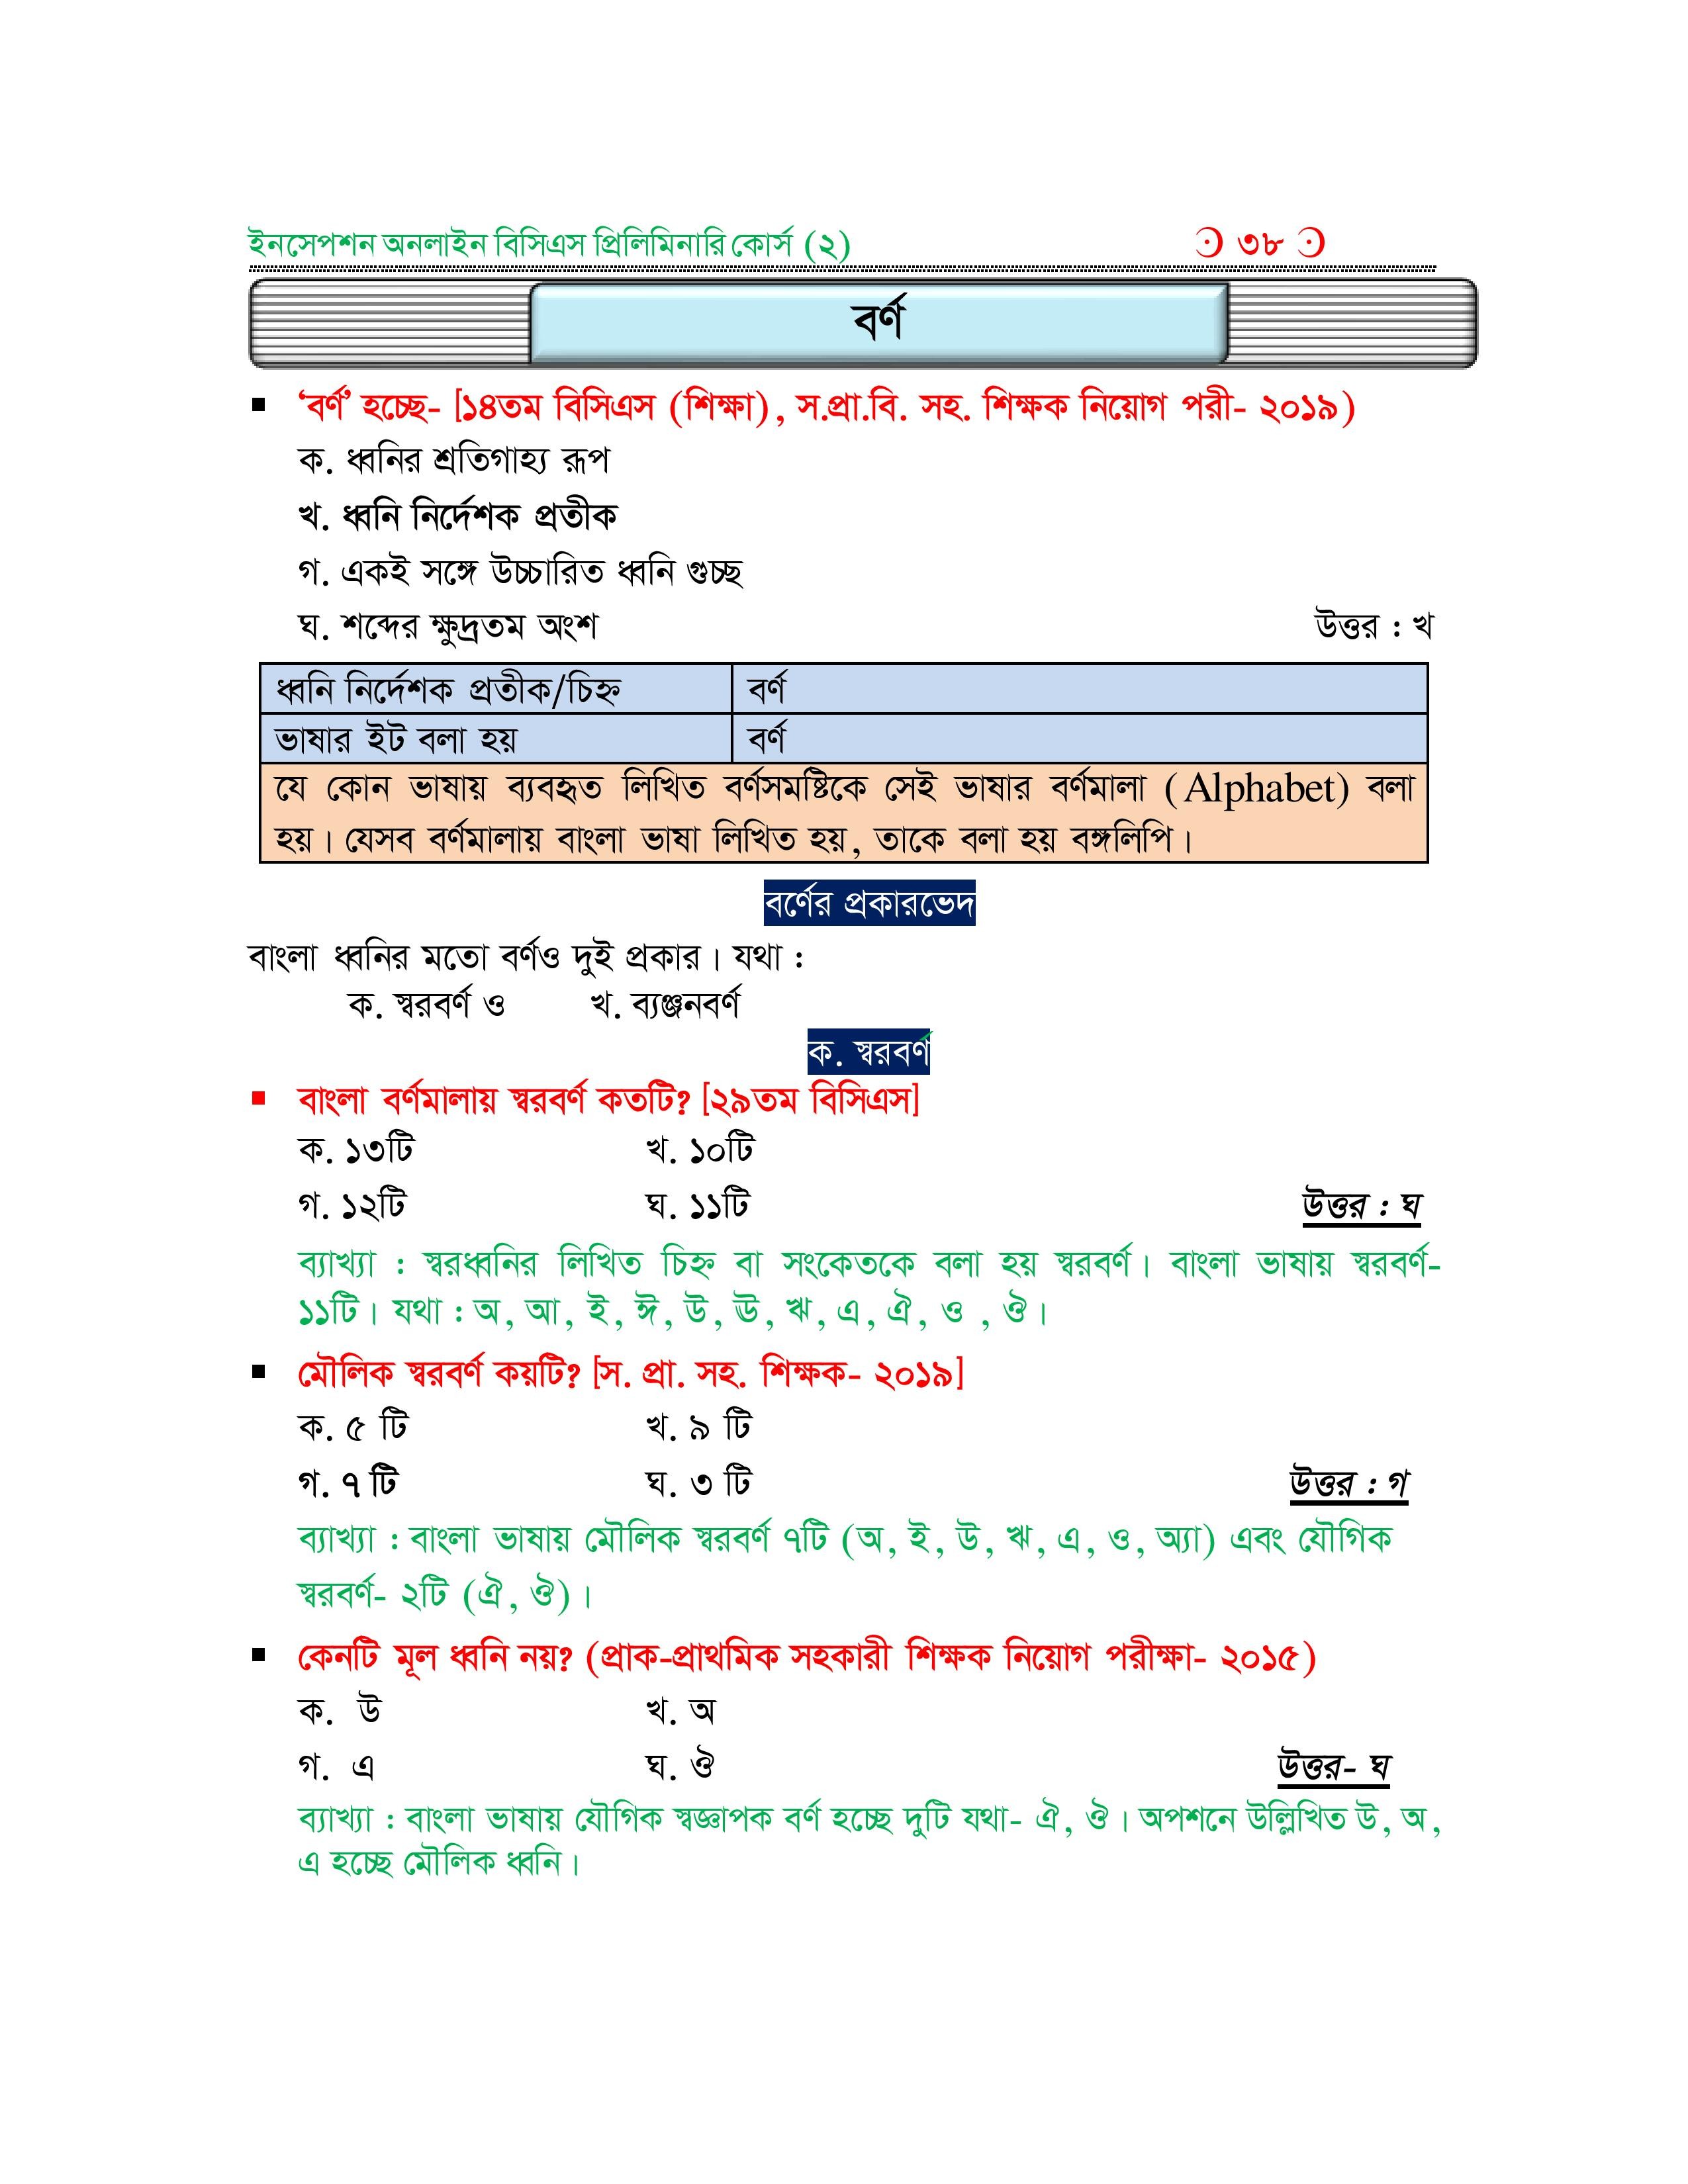 ইনসেপশন অনলাইন বিসিএস প্রিলিমিনারি কোর্স (২) ৩৮
বর্ণ
‘বর্ণ’ হচ্ছে- [১৪তম বিসিএস (শিক্ষা), স.প্রা.বি. সহ. শিক্ষক নিয়োগ পরী- ২০১৯)
ক. ধ্বনির শ্রতিগাহ্য রূপ
খ. ধ্বনি নির্দেশক প্রতীক
গ. একই সঙ্গে উচ্চারিত ধ্বনি গুচ্ছ
ঘ. শব্দের ক্ষুদ্রতম অংশ উত্তর : খ
ধ্বনি নির্দেশক প্রতীক/চিহ্ন বর্ণ
ভাষার ইট বলা হয় বর্ণ
যে কোন ভাষায় ব্যবহৃত লিখিত বর্ণসমষ্টিকে সেই ভাষার বর্ণমালা (Alphabet) বলা
হয়। যেসব বর্ণমালায় বাংলা ভাষা লিখিত হয়, তাকে বলা হয় বঙ্গলিপি।
বর্ণের প্রকারভেদ
বাংলা ধ্বনির মতো বর্ণও দুই প্রকার। যথা :
ক. স্বরবর্ণ ও খ. ব্যঞ্জনবর্ণ
ক. স্বরবর্ণ
বাংলা বর্ণমালায় স্বরবর্ণ কতটি? [২৯তম বিসিএস]
ক. ১৩টি খ. ১০টি
গ. ১২টি ঘ. ১১টি উত্তর : ঘ
ব্যাখ্যা : স্বরধ্বনির লিখিত চিহ্ন বা সংকেতকে বলা হয় স্বরবর্ণ। বাংলা ভাষায় স্বরবর্ণ-
১১টি। যথা : অ, আ, ই, ঈ, উ, ঊ, ঋ, এ, ঐ, ও , ঔ।
মৌলিক স্বরবর্ণ কয়টি? [স. প্রা. সহ. শিক্ষক- ২০১৯]
ক. ৫ টি খ. ৯ টি
গ. ৭ টি ঘ. ৩ টি উত্তর : গ
ব্যাখ্যা : বাংলা ভাষায় মৌলিক স্বরবর্ণ ৭টি (অ, ই, উ, ঋ, এ, ও, অ্যা) এবং যৌগিক
স্বরবর্ণ- ২টি (ঐ, ঔ)।
কেনটি মূল ধ্বনি নয়? (প্রাক-প্রাথমিক সহকারী শিক্ষক নিয়োগ পরীক্ষা- ২০১৫)
ক. উ খ. অ
গ. এ ঘ. ঔ উত্তর- ঘ
ব্যাখ্যা : বাংলা ভাষায় যৌগিক স্বজ্ঞাপক বর্ণ হচ্ছে দুটি যথা- ঐ, ঔ। অপশনে উল্লিখিত উ, অ,
এ হচ্ছে মৌলিক ধ্বনি।